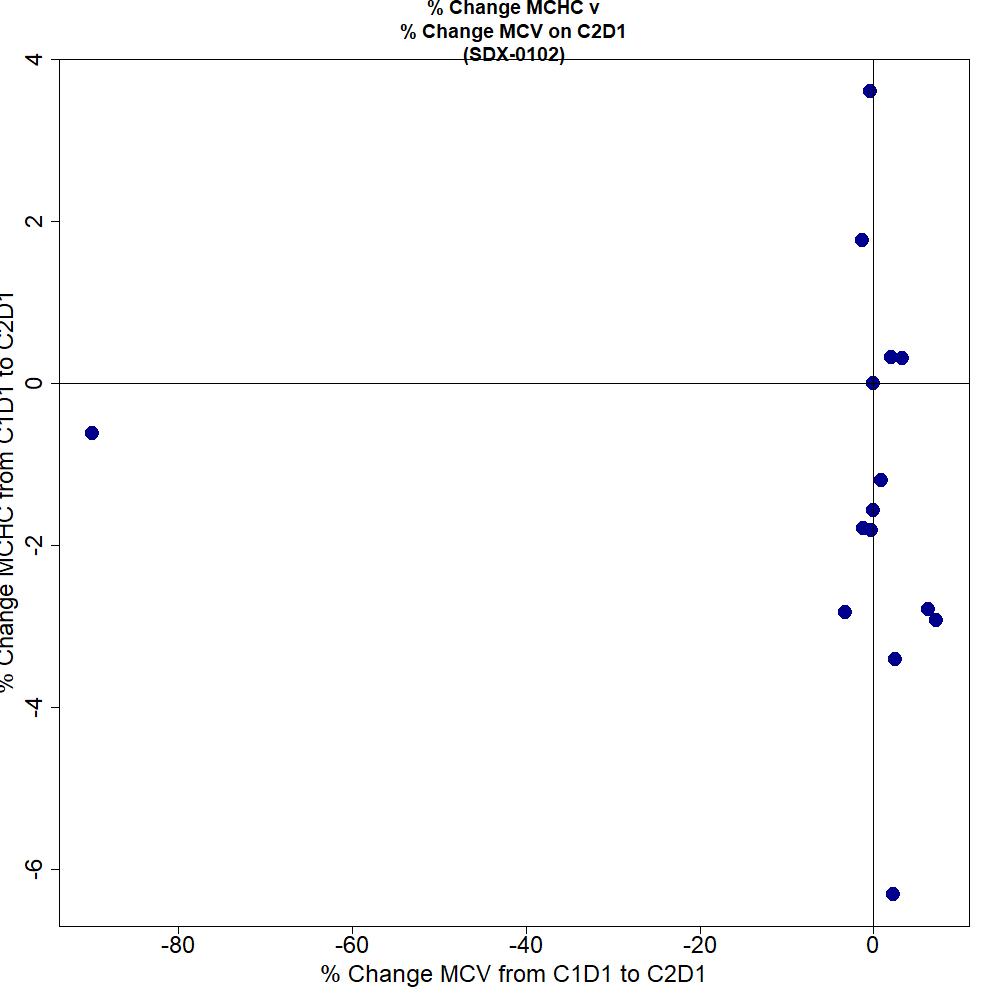 % Change MCHC v
% Change MCV on C2D1
(SDX-0102)
4
2
0
-2
-4
-6
% Change MCHC from C1D1 to C2D1
-80
-60
-40
-20
0
% Change MCV from C1D1 to C2D1